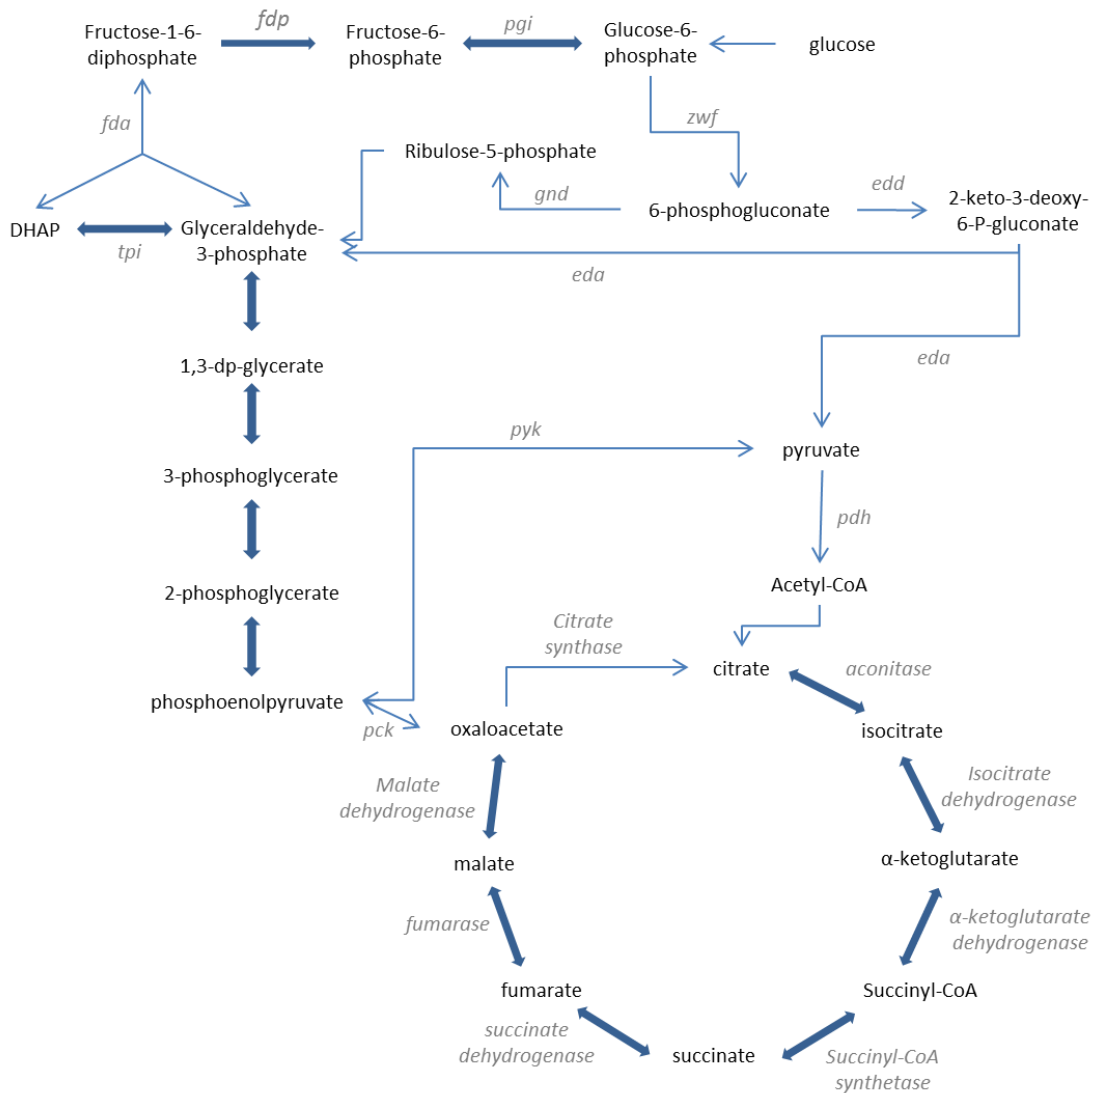 fdp
pgi
Fructose-1-6-
diphosphate
Fructose-6-
phosphate
Glucose-6-
phosphate
glucose
fda
zwf
Ribulose-5-phosphate
gnd
edd
6-phosphogluconate
2-keto-3-deoxy-
6-P-gluconate
DHAP
tpi
Glyceraldehyde-
3-phosphate
eda
eda
1,3-dp-glycerate
pyk
pyruvate
3-phosphoglycerate
pdh
2-phosphoglycerate
Acetyl-CoA
Citrate
synthase
citrate
aconitase
phosphoenolpyruvate
pck
oxaloacetate
isocitrate
Malate
dehydrogenase
Isocitrate
dehydrogenase
malate
α-ketoglutarate
fumarase
α-ketoglutarate
dehydrogenase
fumarate
Succinyl-CoA
succinate
dehydrogenase
succinate
Succinyl-CoA
synthetase